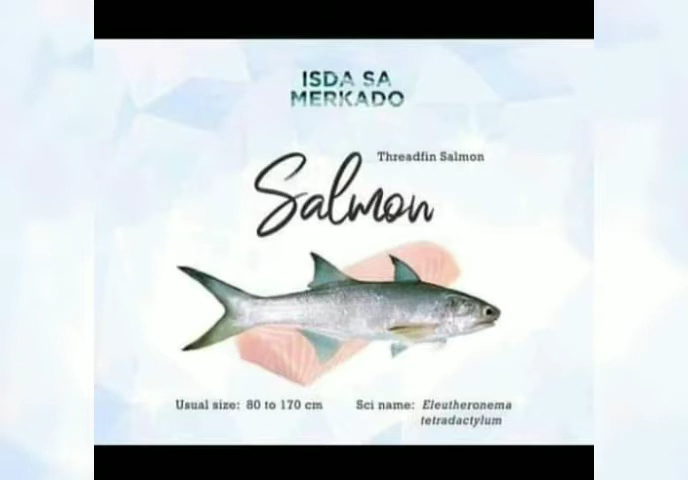 ISDA SA
MERKADO
Threadfin Salmon
Salmon
Usual size: 80 to 170 cm
Sci name: Eleutheronema
tetradactylum